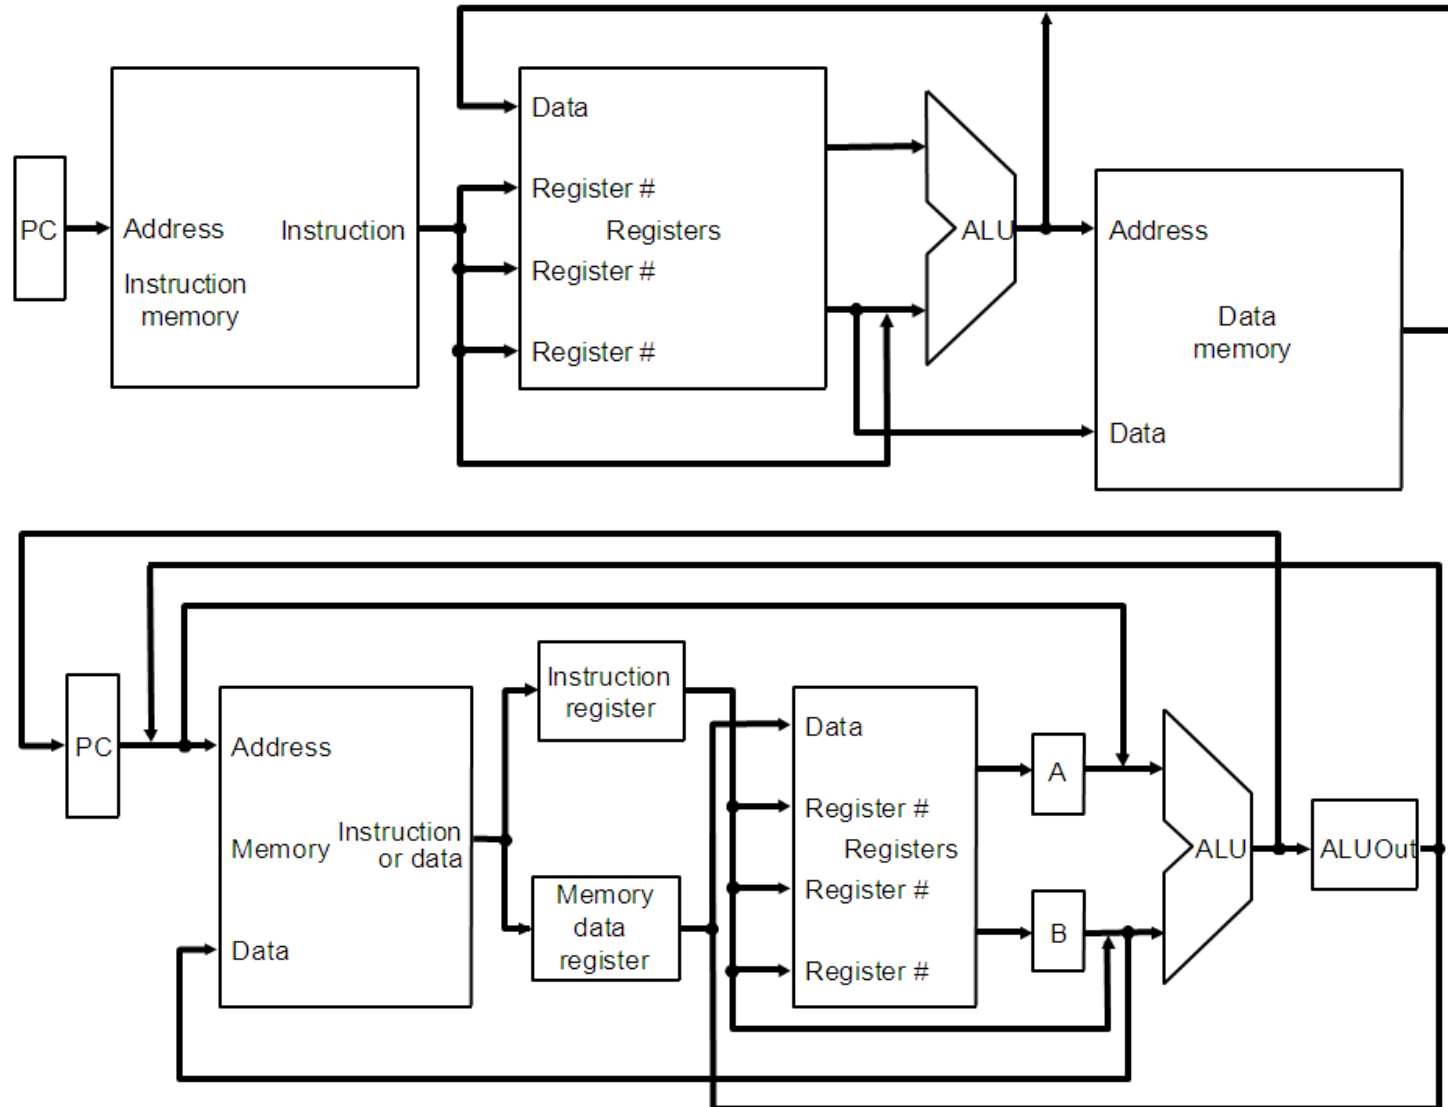 Data
Register #
PC
Address
Instruction
Registers
ALU
Address
Instruction
memory
Register #
Data
memory
Register #
Data
Instruction
register
Data
PC
Address
A
Register #
Memory
Instruction
or data
Registers
ALU
ALUOut
Memory
data
register
Register #
B
Data
Register #